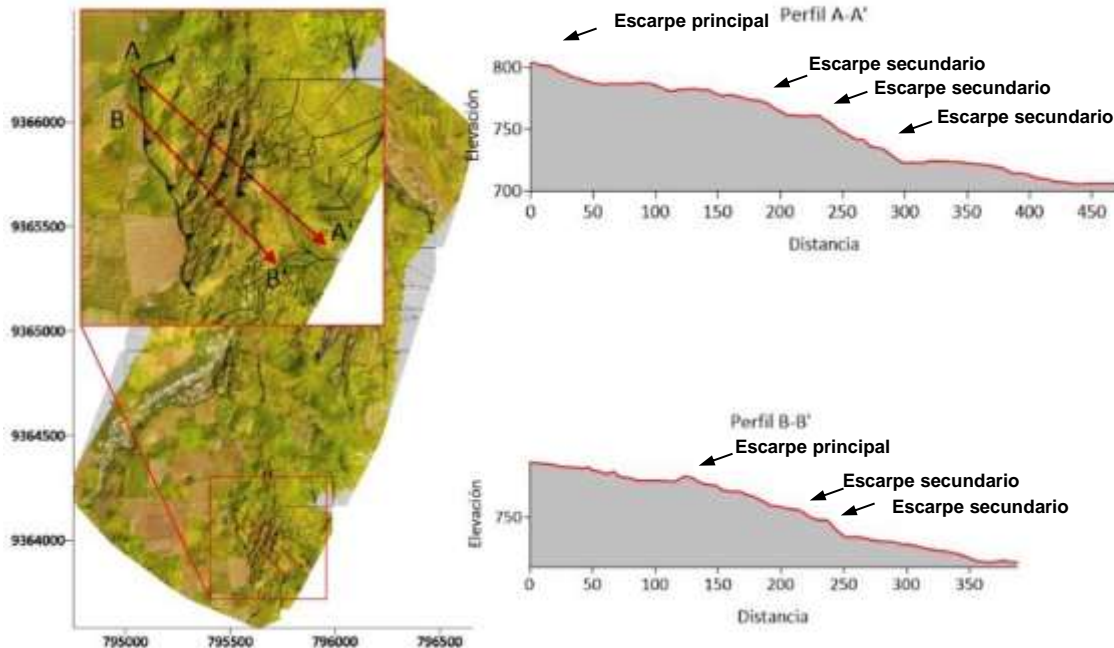 A
B
A'
B'
9366000
9365500
9365000
9364500
9364000
795000 795500 796000 796500
Perfil A-A'
Escarpe principal
Escarpe secundario
Escarpe secundario
Escarpe secundario
Elevación
800
750
700
0 50 100 150 200 250 300 350 400 450
Distancia
Perfil B-B'
Escarpe principal
Escarpe secundario
Escarpe secundario
Elevación
750
0 50 100 150 200 250 300 350
Distancia